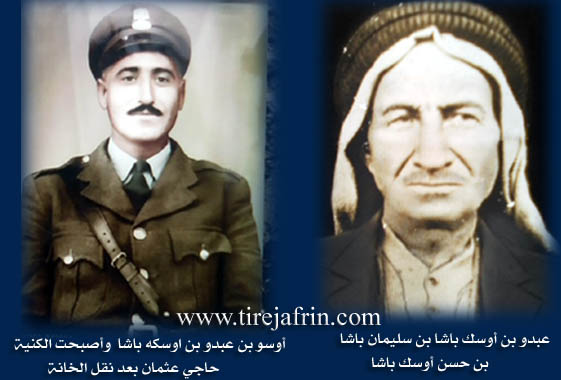 www.tirejafrin.com
عبدو بن أوسك باشا بن سليمان باشا
بن حسن أوسك باشا
أوسو بن عبدو بن اوسكه باشا وأصبحت الكنية
حاجي عثمان بعد نقل الخانة